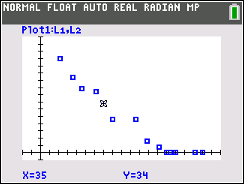 NORMAL FLOAT AUTO REAL RADIAN MP
Plot1:L1,L2
X=35 Y=34